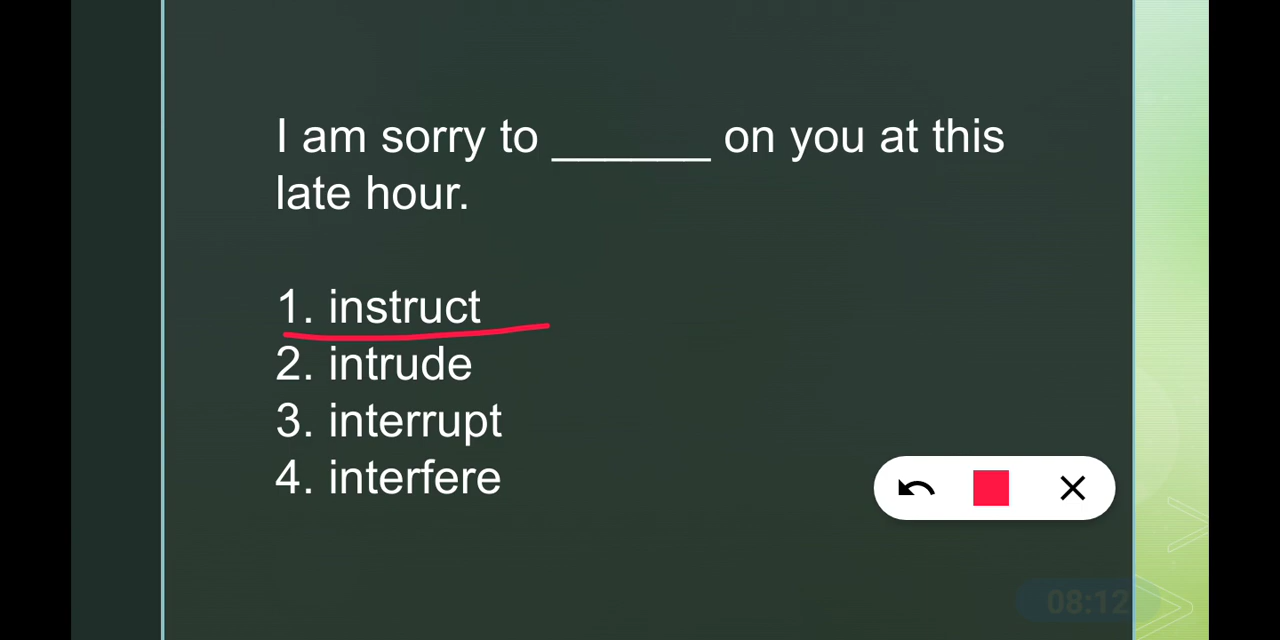 I am sorry to ______ on you at this
late hour.
1. instruct
2. intrude
3. interrupt
4. interfere
08:12